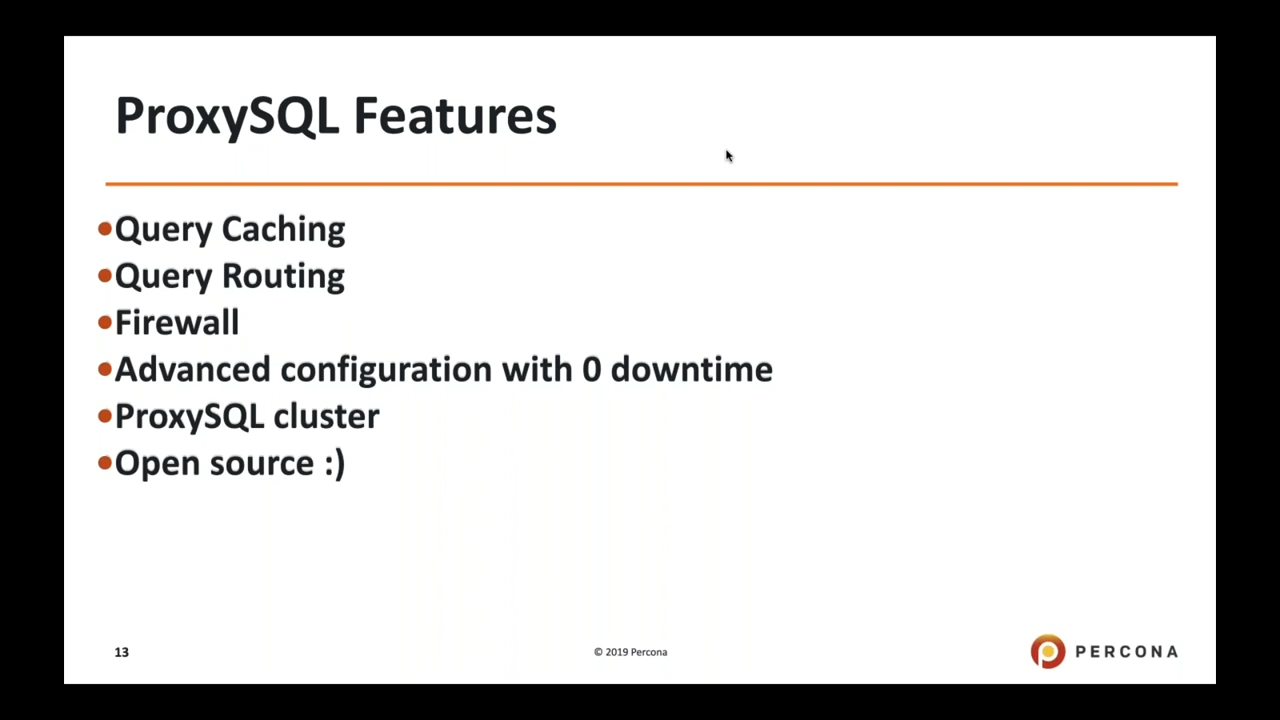 ProxySQL Features
•Query Caching
•Query Routing
•Firewall
•Advanced configuration with 0 downtime
•ProxySQL cluster
•Open source :)
13
© 2019 Percona
PERCONA